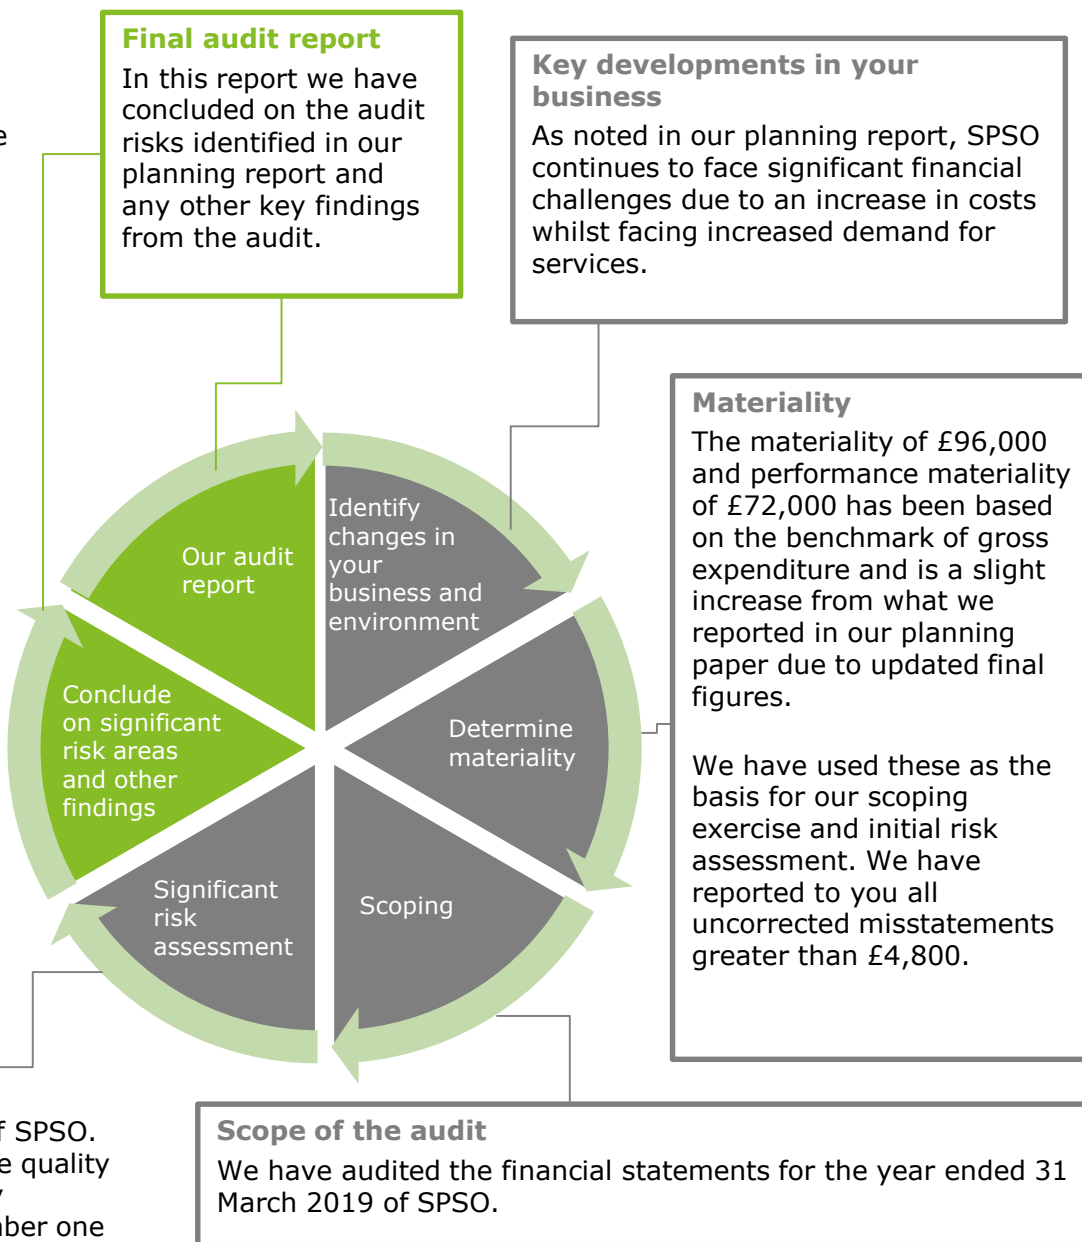 Final audit report
In this report we have
concluded on the audit
risks identified in our
planning report and
any other key findings
from the audit.
Key developments in your
business
As noted in our planning report, SPSO
continues to face significant financial
challenges due to an increase in costs
whilst facing increased demand for
services.
Materiality
The materiality of £96,000
and performance materiality
of £72,000 has been based
on the benchmark of gross
expenditure and is a slight
increase from what we
reported in our planning
paper due to updated final
figures.
We have used these as the
basis for our scoping
exercise and initial risk
assessment. We have
reported to you all
uncorrected misstatements
greater than £4,800.
Identify
changes in
your
business and
environment
Our audit
report
Determine
materiality
Conclude
on significant
risk areas
and other
findings
Significant
risk
assessment
Scoping
SPSO.
quality
one
Scope of the audit
We have audited the financial statements for the year ended 31
March 2019 of SPSO.